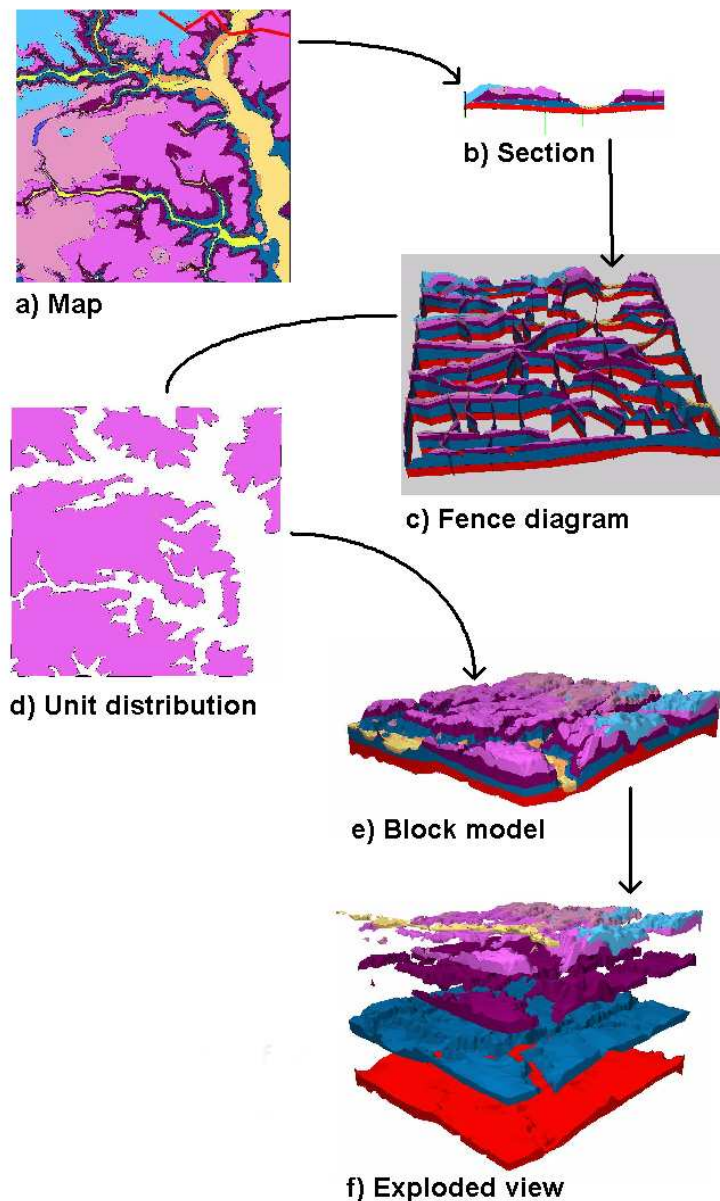 a) Map
b) Section
c) Fence diagram
d) Unit distribution
e) Block model
f) Exploded view